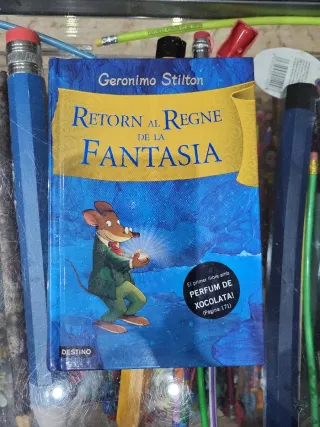 Geronimo Stilton
RETORN AL REGNE
DE LA
FANTASIA
El primer llibre amb
PERFUM DE
XOCOLATA!
(Pàgina 171)
DESTINO